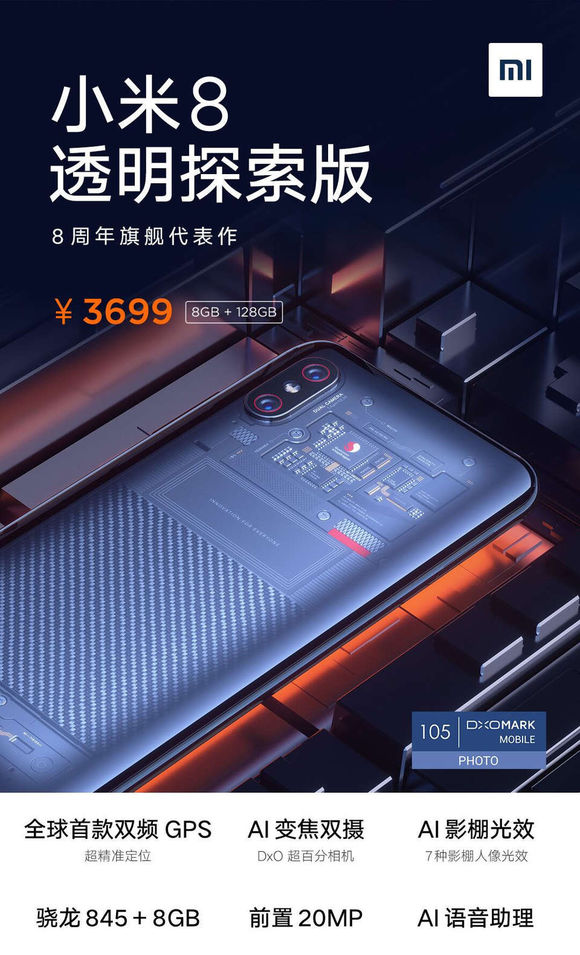 MI
小米8
透明探索版
8周年旗舰代表作
¥ 3699 8GB + 128GB
DUAL CAMERA
INNOVATION FOR EVERYONE
105 DXOMARK
MOBILE
PHOTO
全球首款双频 GPS AI 变焦双摄 AI 影棚光效
超精准定位 DxO 超百分相机 7种影棚人像光效
骁龙 845 + 8GB 前置 20MP AI 语音助理